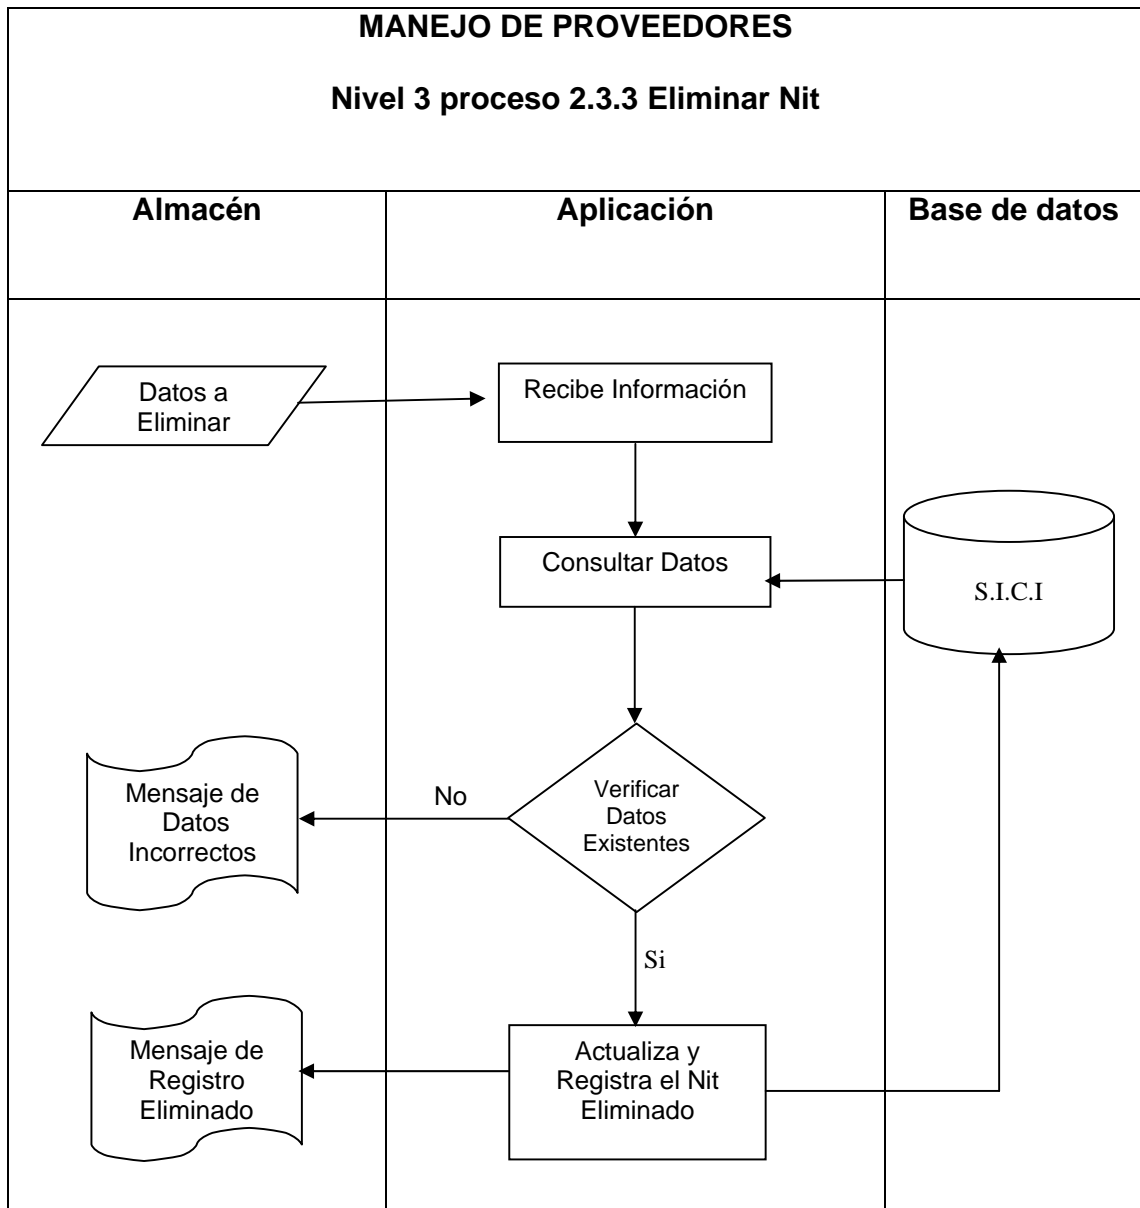 MANEJO DE PROVEEDORES
Nivel 3 proceso 2.3.3 Eliminar Nit
Almacén
Aplicación
Base de datos
Datos a
Eliminar
Recibe Información
Consultar Datos
S.I.C.I
Verificar
Datos
Existentes
No
Mensaje de
Datos
Incorrectos
Si
Actualiza y
Registra el Nit
Eliminado
Mensaje de
Registro
Eliminado